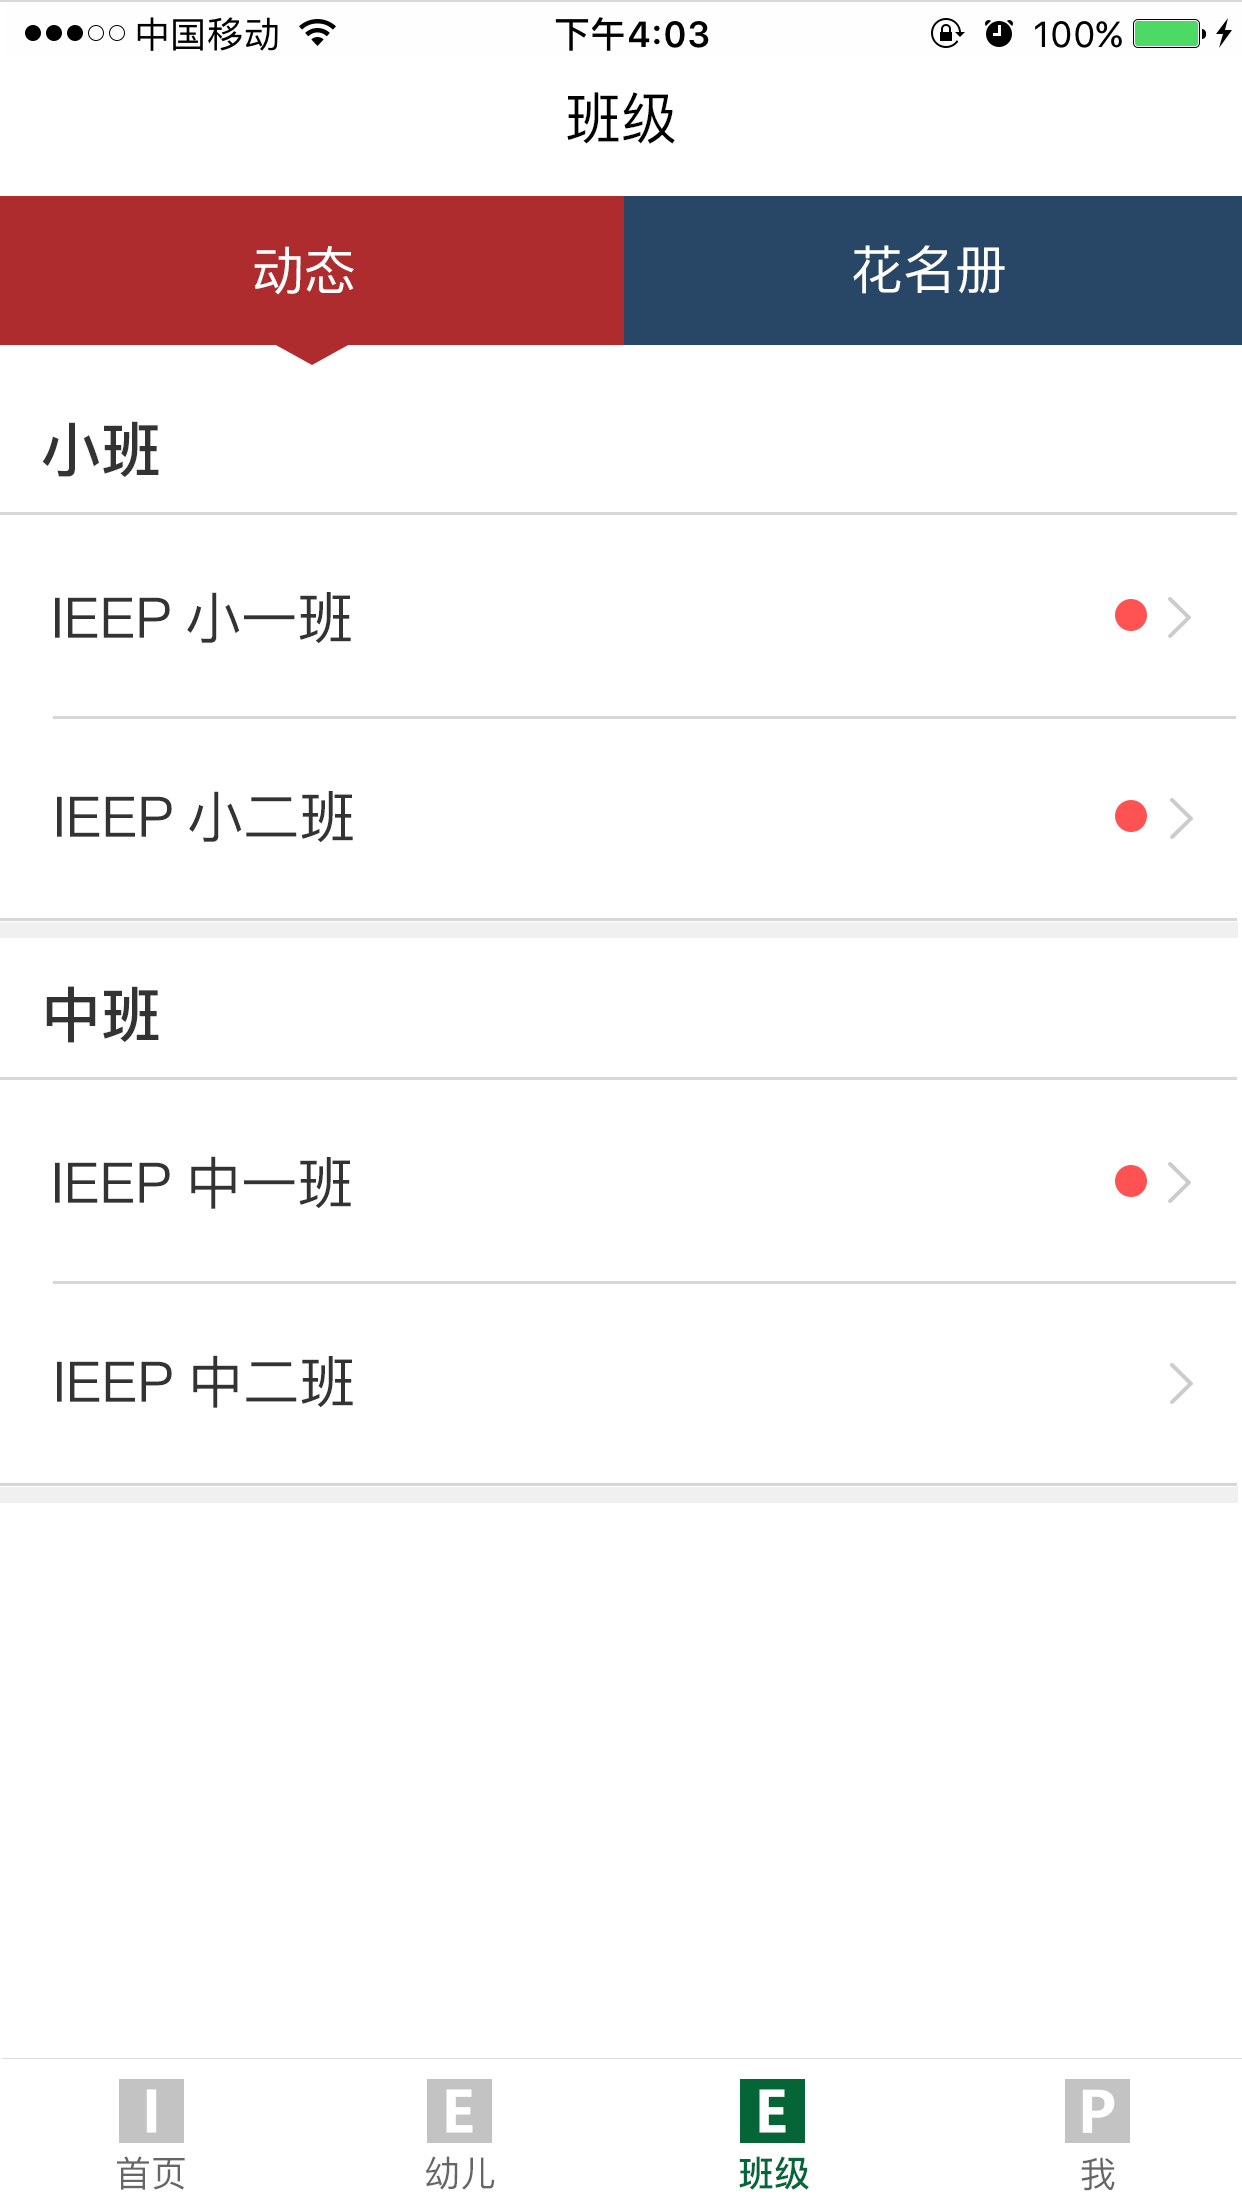 中国移动 下午4:03 100%
班级
动态 花名册
小班
IEEP 小一班
IEEP 小二班
中班
IEEP 中一班
IEEP 中二班
I E E P
首页 幼儿 班级 我